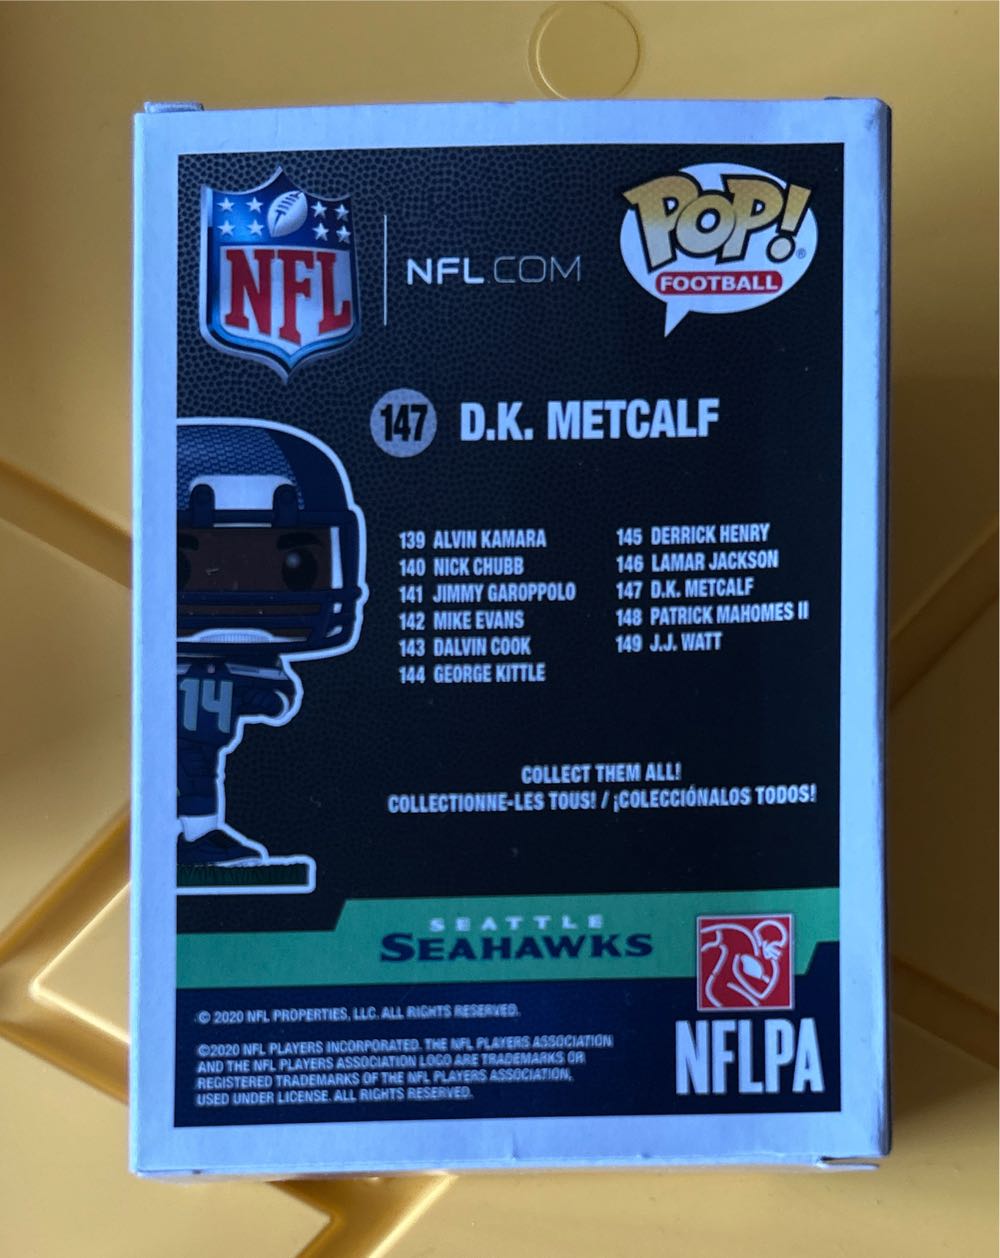 NFL
NFL.COM
POP!®
FOOTBALL
147 D.K. METCALF
139 ALVIN KAMARA
140 NICK CHUBB
141 JIMMY GAROPPOLO
142 MIKE EVANS
143 DALVIN COOK
144 GEORGE KITTLE
145 DERRICK HENRY
146 LAMAR JACKSON
147 D.K. METCALF
148 PATRICK MAHOMES II
149 J.J. WATT
14
COLLECT THEM ALL!
COLLECTIONNE-LES TOUS! / ¡COLECCIÓNALOS TODOS!
SEATTLE
SEAHAWKS
© 2020 NFL PROPERTIES, LLC. ALL RIGHTS RESERVED.
©2020 NFL PLAYERS INCORPORATED. THE NFL PLAYERS ASSOCIATION
AND THE NFL PLAYERS ASSOCIATION LOGO ARE TRADEMARKS OR
REGISTERED TRADEMARKS OF THE NFL PLAYERS ASSOCIATION,
USED UNDER LICENSE. ALL RIGHTS RESERVED.
NFLPA